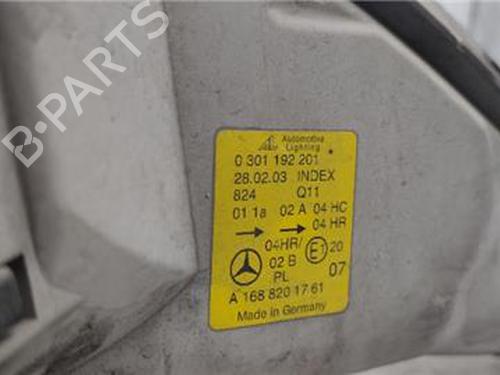 Automotive
Lighting
0 301 192 201
28.02.03 INDEX
824 Q11
01 1a 02 A 04 HC
04 HR
04HR/ E1 20
02 B 07
PL
A 168 820 17 61
Made in Germany
B-PARTS